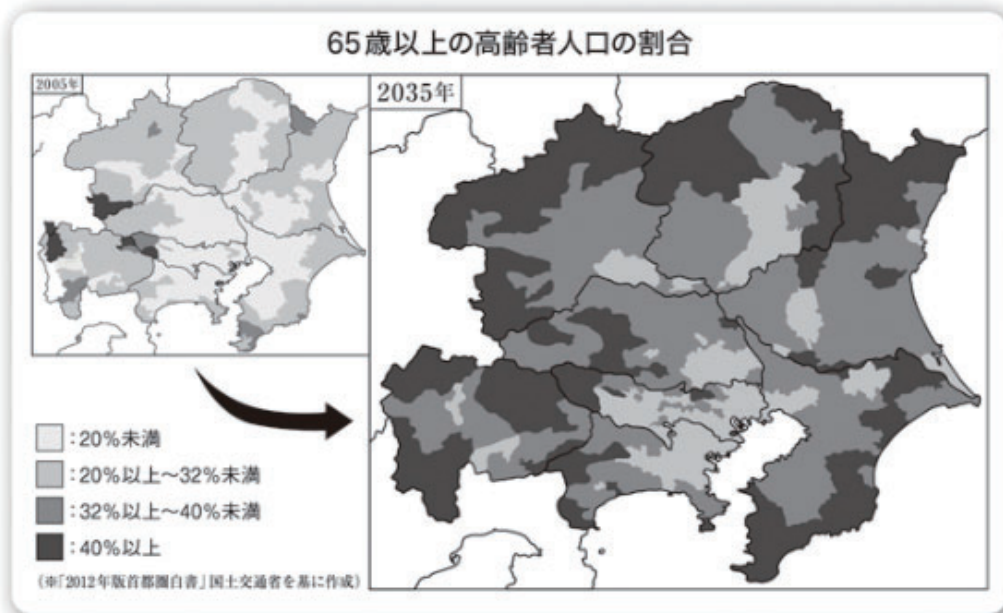 65歳以上の高齢者人口の割合
2005年
2035年
:20%未満
:20%以上〜32%未満
:32%以上〜40%未満
:40%以上
(※「2012年版首都圏白書」国土交通省を基に作成)